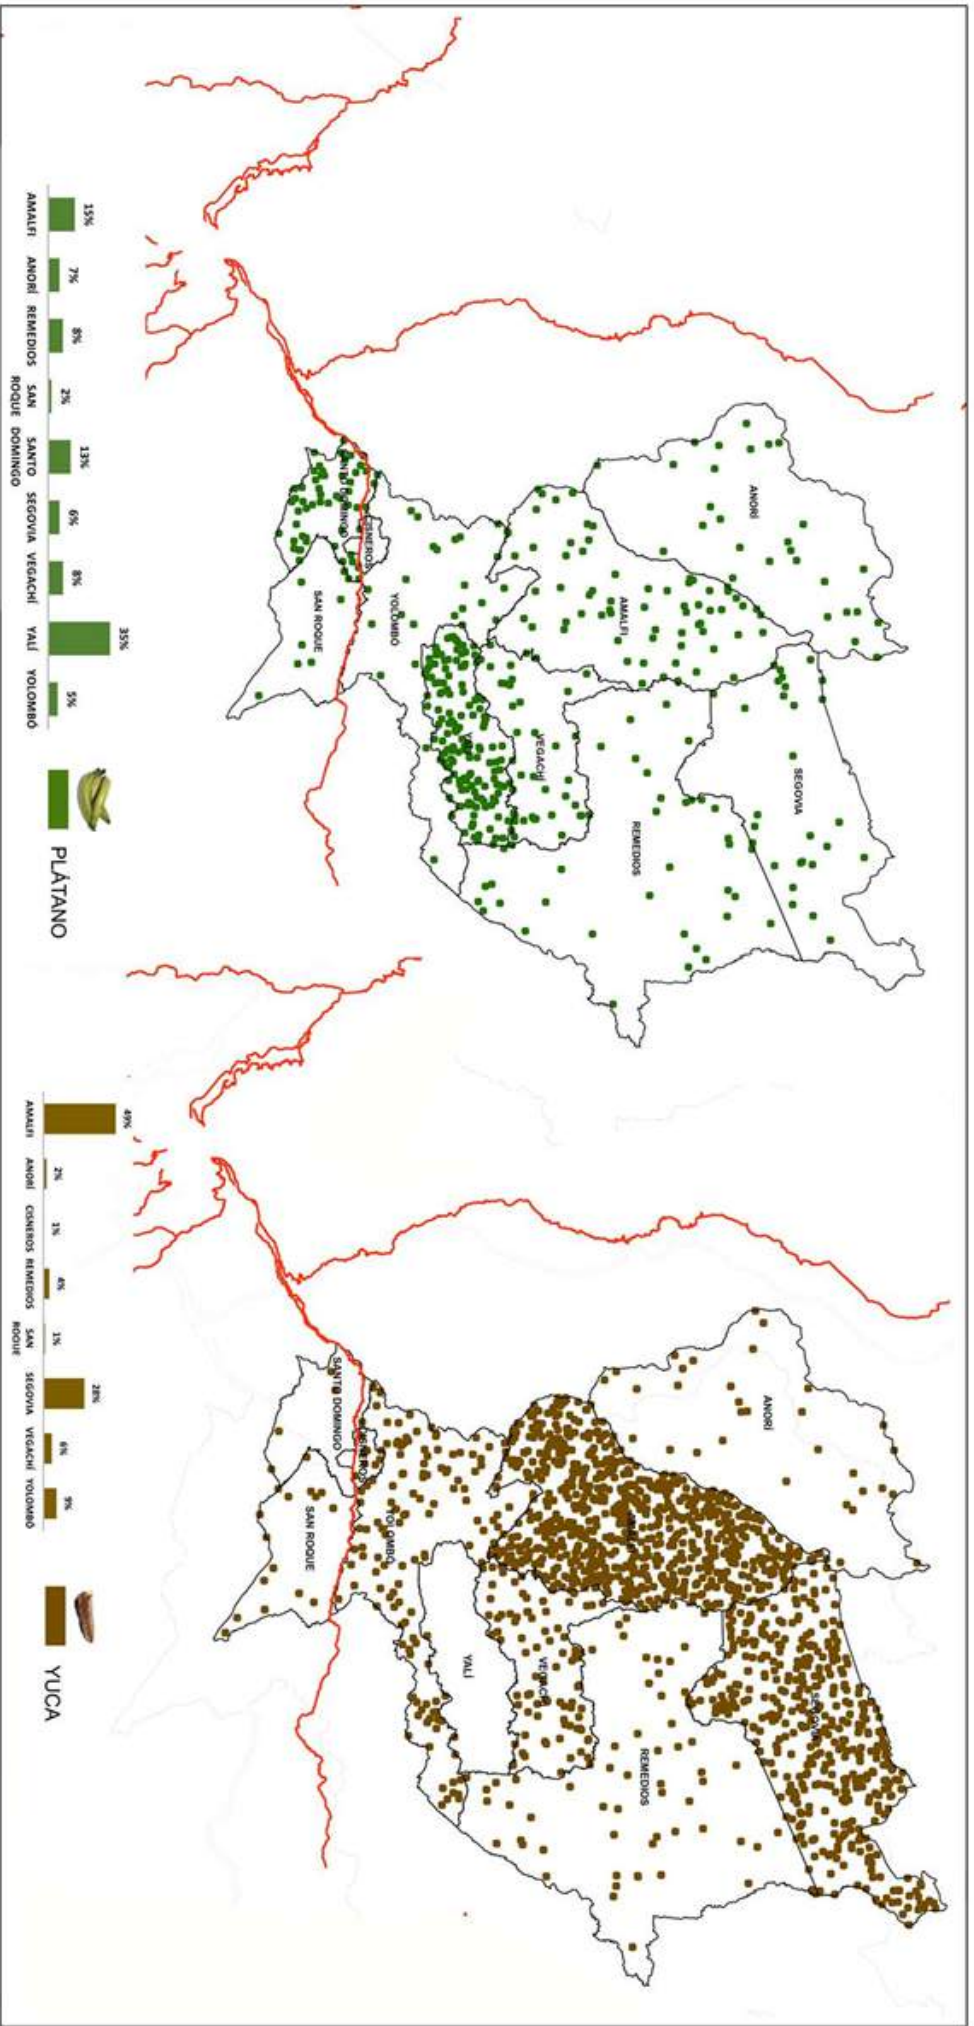 SEGOVIA
ANORÍ
AMALFI
REMEDIOS
VEGACHÍ
YOLOMBÓ
CISNEROS
SANTO DOMINGO
SAN ROQUE
15%
7%
8%
2%
13%
6%
8%
35%
5%
AMALFI ANORÍ REMEDIOS SAN SANTO SEGOVIA VEGACHÍ YALÍ YOLOMBÓ
ROQUE DOMINGO
PLÁTANO
SEGOVIA
ANORÍ
REMEDIOS
VEGACHÍ
YALÍ
YOLOMBÓ
CISNEROS
SANTO DOMINGO
SAN ROQUE
49%
2%
1%
4%
1%
28%
6%
9%
AMALFI ANORÍ CISNEROS REMEDIOS SAN SEGOVIA VEGACHÍ YOLOMBÓ
ROQUE
YUCA